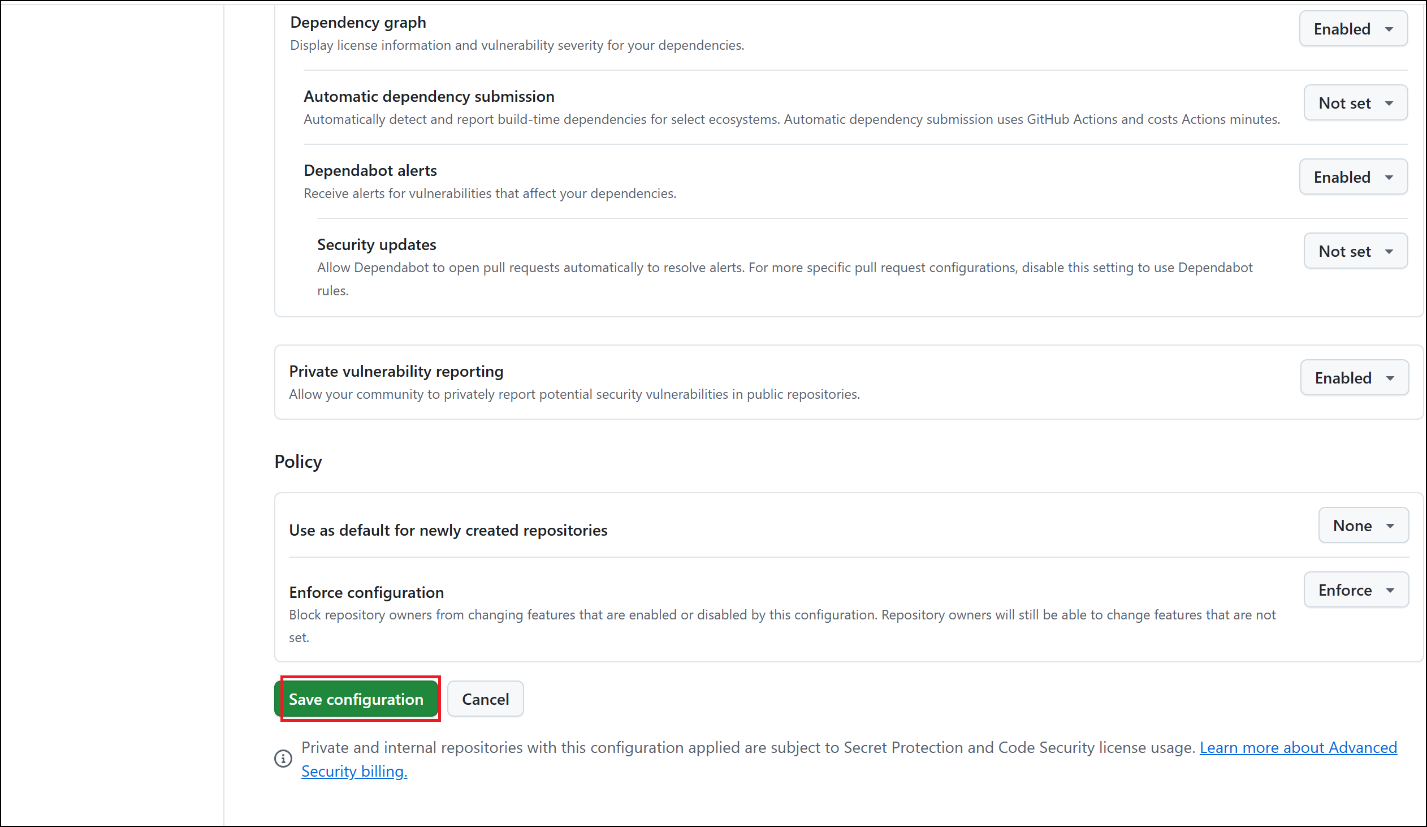 Dependency graph
Enabled
Display license information and vulnerability severity for your dependencies.
Automatic dependency submission
Not set
Automatically detect and report build-time dependencies for select ecosystems. Automatic dependency submission uses GitHub Actions and costs Actions minutes.
Dependabot alerts
Enabled
Receive alerts for vulnerabilities that affect your dependencies.
Security updates
Not set
Allow Dependabot to open pull requests automatically to resolve alerts. For more specific pull request configurations, disable this setting to use Dependabot
rules.
Private vulnerability reporting
Enabled
Allow your community to privately report potential security vulnerabilities in public repositories.
Policy
Use as default for newly created repositories
None
Enforce configuration
Enforce
Block repository owners from changing features that are enabled or disabled by this configuration. Repository owners will still be able to change features that are not
set.
Save configuration
Cancel
Private and internal repositories with this configuration applied are subject to Secret Protection and Code Security license usage. Learn more about Advanced
Security billing.